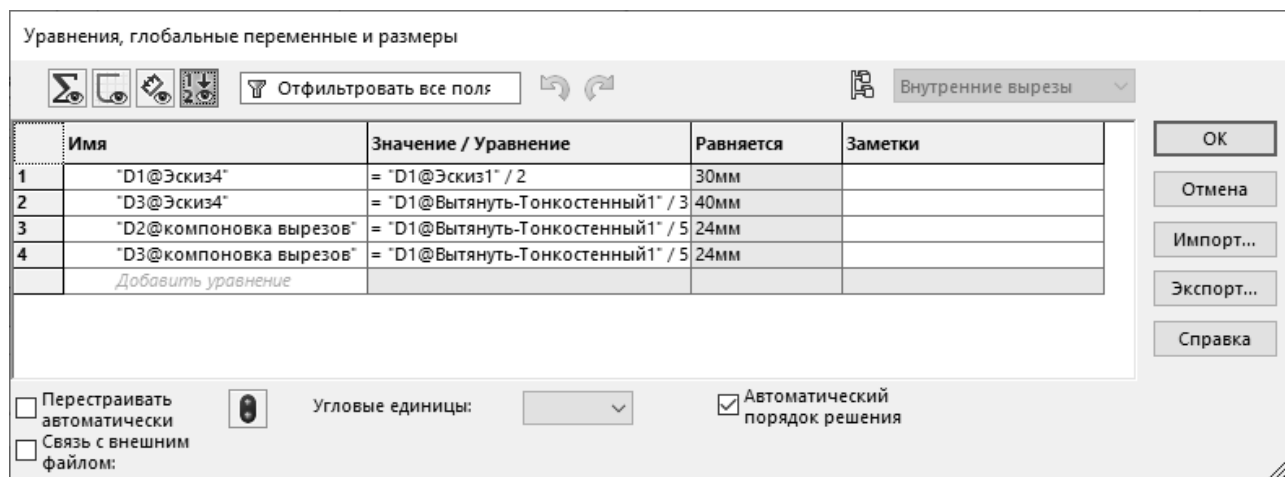 Уравнения, глобальные переменные и размеры
Отфильтровать все поля
Внутренние вырезы
Имя Значение / Уравнение Равняется Заметки
1 "D1@Эскиз4" = "D1@Эскиз1" / 2 30мм
2 "D3@Эскиз4" = "D1@Вытянуть-Тонкостенный1" / 3 40мм
3 "D2@компоновка вырезов" = "D1@Вытянуть-Тонкостенный1" / 5 24мм
4 "D3@компоновка вырезов" = "D1@Вытянуть-Тонкостенный1" / 5 24мм
Добавить уравнение
OK
Отмена
Импорт...
Экспорт...
Справка
Перестраивать
автоматически
Угловые единицы:
Автоматический
порядок решения
Связь с внешним
файлом: